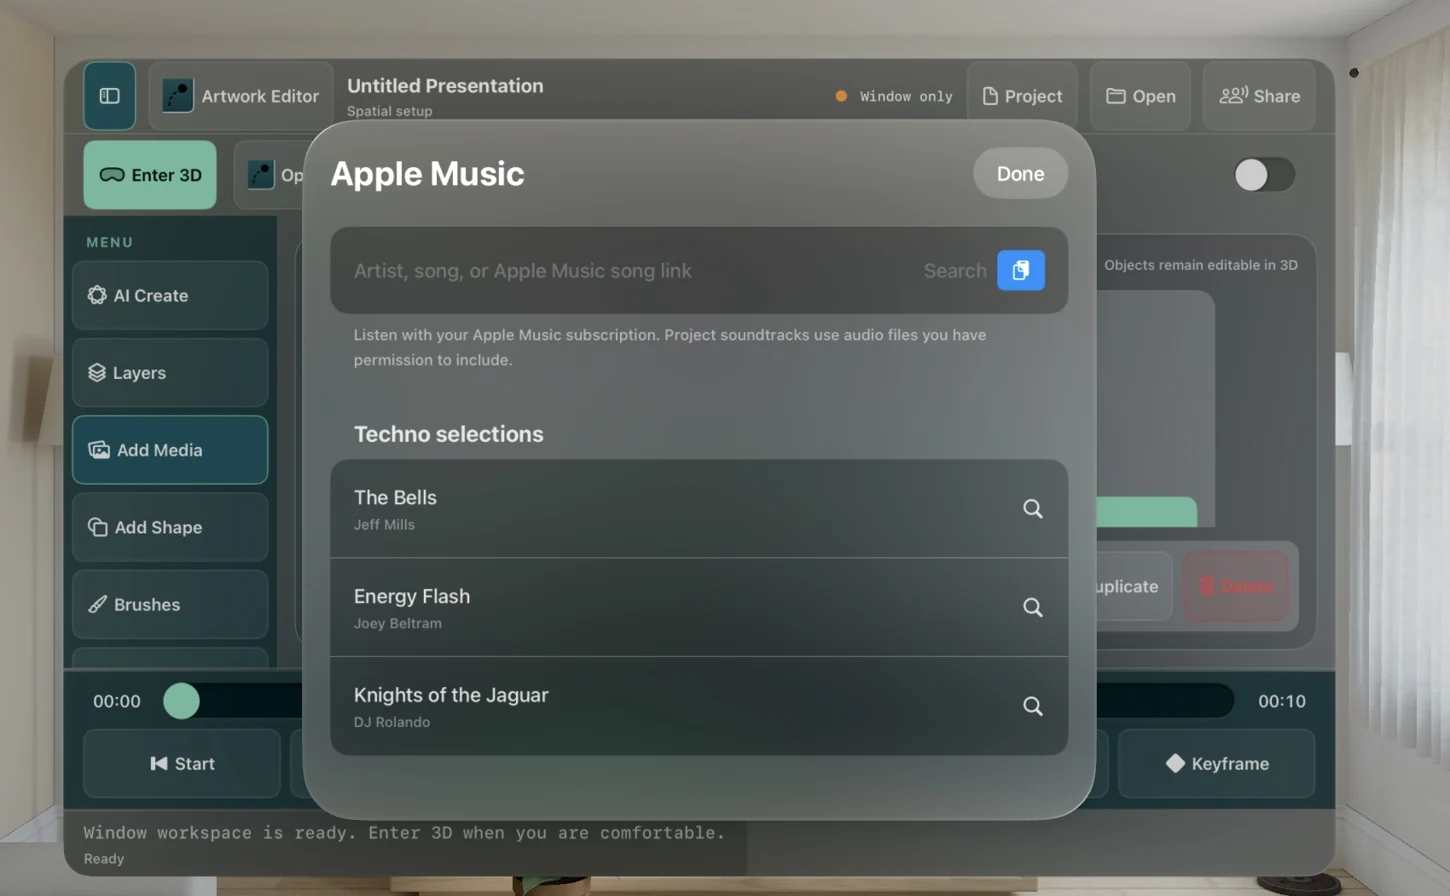 Artwork Editor
Untitled Presentation
Spatial setup
Window only
Project
Open
Share
Enter 3D
Op
Apple Music
Done
MENU
AI Create
Layers
Add Media
Add Shape
Brushes
Artist, song, or Apple Music song link
Search
Listen with your Apple Music subscription. Project soundtracks use audio files you have
permission to include.
Techno selections
The Bells
Jeff Mills
Energy Flash
Joey Beltram
Knights of the Jaguar
DJ Rolando
Objects remain editable in 3D
uplicate
Delete
00:00
00:10
Start
Keyframe
Window workspace is ready. Enter 3D when you are comfortable.
Ready